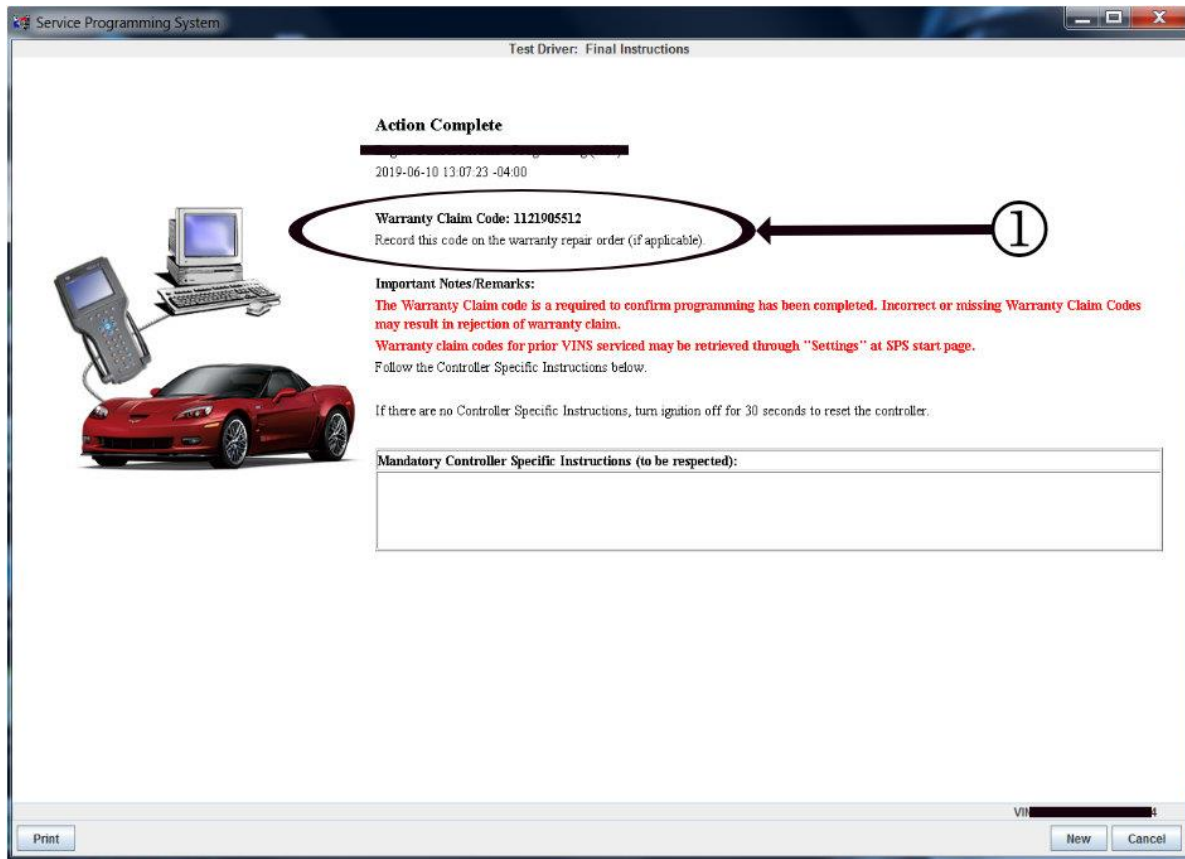 Service Programming System
Test Driver: Final Instructions
Action Complete
2019-06-10 13:07:23 -04:00
Warranty Claim Code: 1121905512
Record this code on the warranty repair order (if applicable).
1
Important Notes/Remarks:
The Warranty Claim code is a required to confirm programming has been completed. Incorrect or missing Warranty Claim Codes
may result in rejection of warranty claim.
Warranty claim codes for prior VINS serviced may be retrieved through "Settings" at SPS start page.
Follow the Controller Specific Instructions below.
If there are no Controller Specific Instructions, turn ignition off for 30 seconds to reset the controller.
Mandatory Controller Specific Instructions (to be respected):
VIN 4
Print
New
Cancel